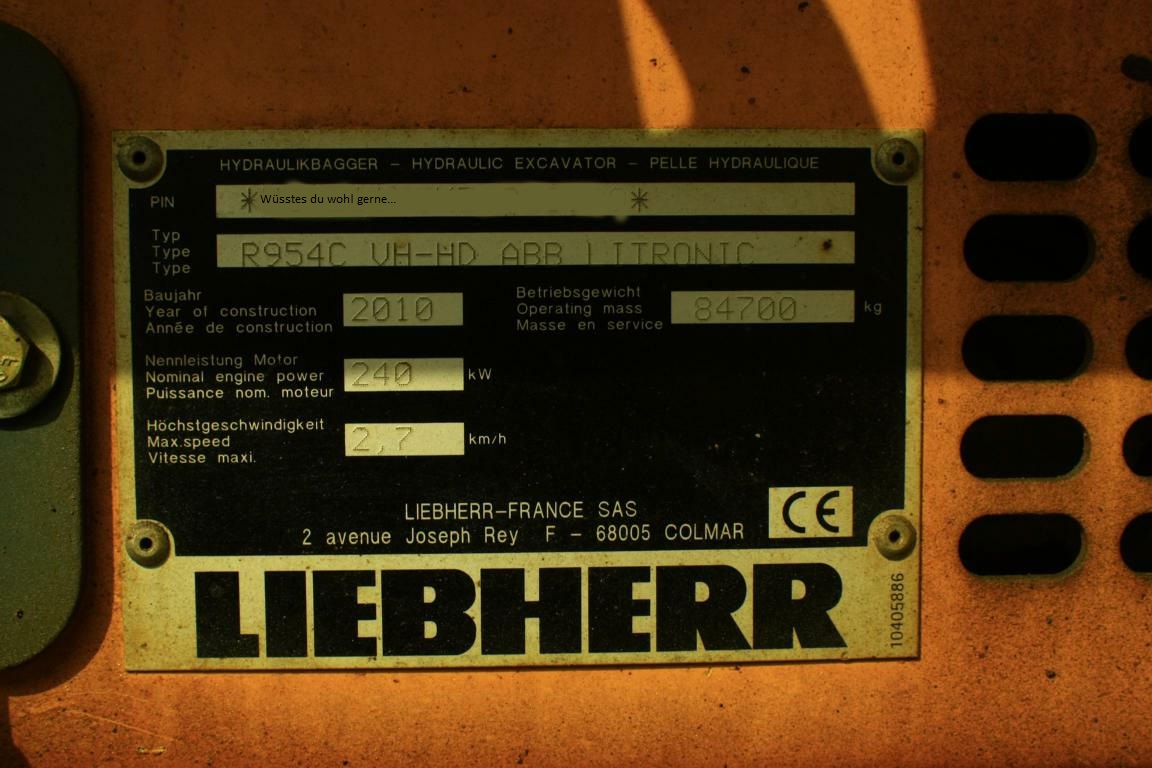 HYDRAULIKBAGGER – HYDRAULIC EXCAVATOR – PELLE HYDRAULIQUE
PIN
* Wüsstes du wohl gerne... *
Typ
Type
Type
R954C VH-HD ABB LITRONIC
Baujahr
Year of construction
Année de construction
2010
Betriebsgewicht
Operating mass
Masse en service
84700 kg
Nennleistung Motor
Nominal engine power
Puissance nom. moteur
240 kW
Höchstgeschwindigkeit
Max.speed
Vitesse maxi.
2,7 km/h
LIEBHERR–FRANCE SAS
2 avenue Joseph Rey F – 68005 COLMAR
CE
LIEBHERR
10405886